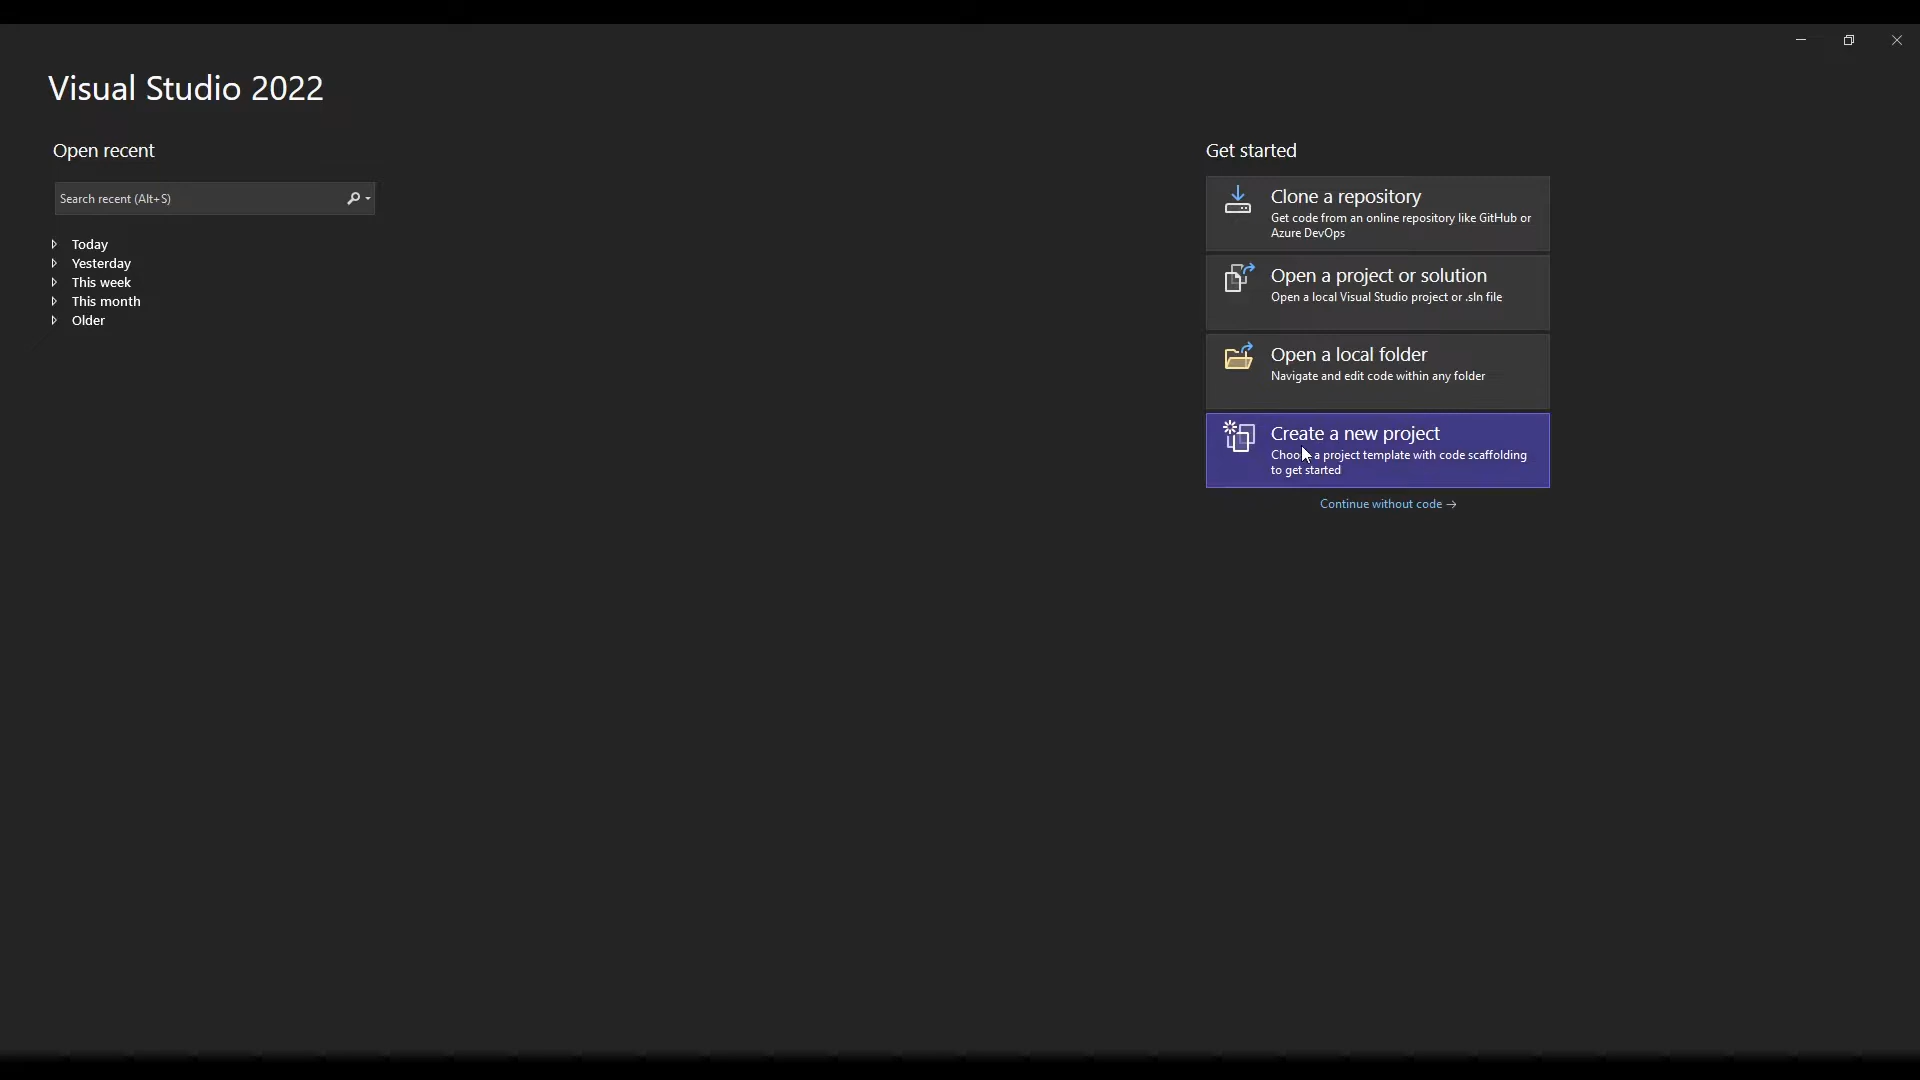 Visual Studio 2022
Open recent
Search recent (Alt+S)
Today
Yesterday
This week
This month
Older
Get started
Clone a repository
Get code from an online repository like GitHub or
Azure DevOps
Open a project or solution
Open a local Visual Studio project or .sln file
Open a local folder
Navigate and edit code within any folder
Create a new project
Choose a project template with code scaffolding
to get started
Continue without code →